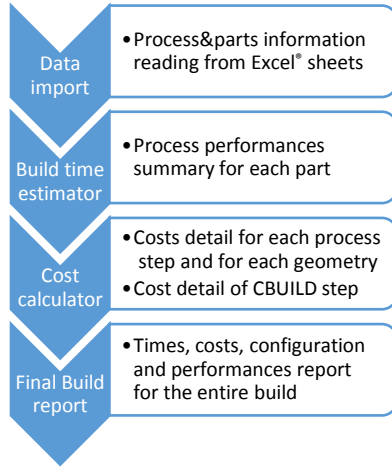 Data
import
•Process&parts information
reading from Excel® sheets
Build time
estimator
•Process performances
summary for each part
Cost
calculator
•Costs detail for each process
step and for each geometry
•Cost detail of CBUILD step
Final Build
report
•Times, costs, configuration
and performances report
for the entire build